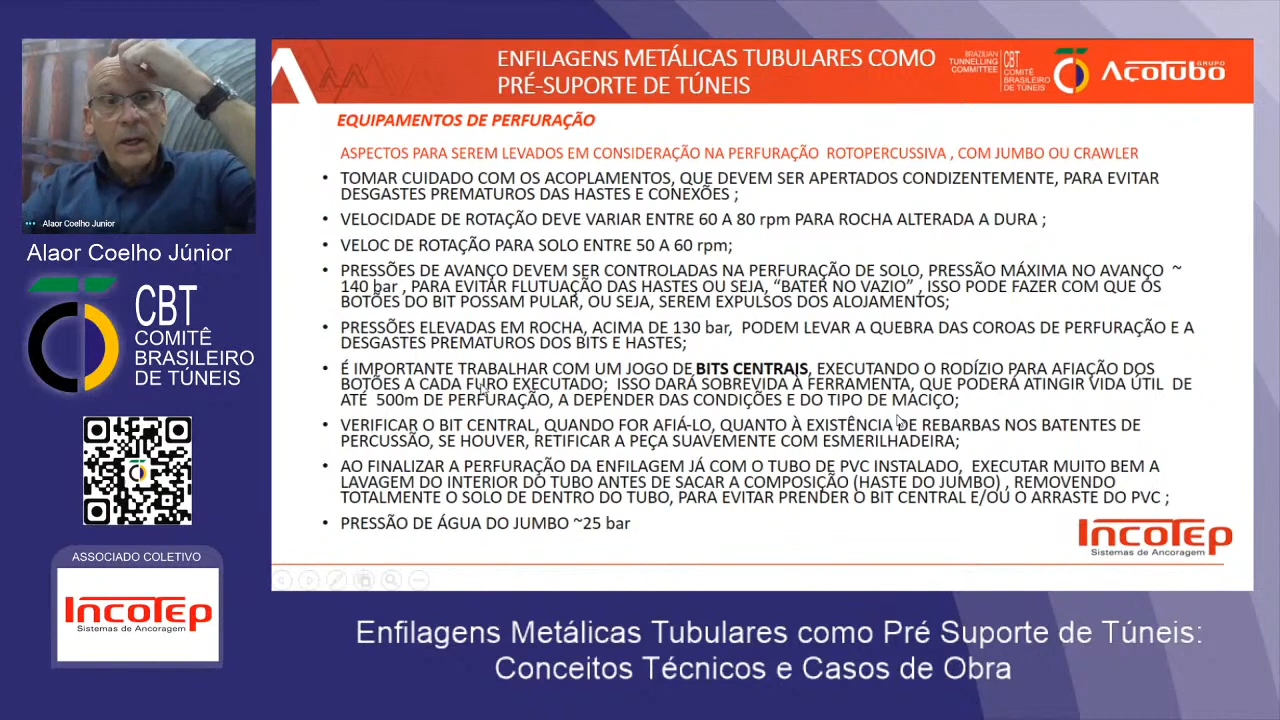 Alaor Coelho Junior
Alaor Coelho Júnior
CBT
COMITÊ
BRASILEIRO
DE TÚNEIS
ASSOCIADO COLETIVO
INCOTEP
Sistemas de Ancoragem
ENFILAGENS METÁLICAS TUBULARES COMO
PRÉ-SUPORTE DE TÚNEIS
BRAZILIAN
TUNNELLING
COMMITTEE
CBT
COMITÊ
BRASILEIRO
DE TÚNEIS
GRUPO
AÇOTUBO
EQUIPAMENTOS DE PERFURAÇÃO
ASPECTOS PARA SEREM LEVADOS EM CONSIDERAÇÃO NA PERFURAÇÃO ROTOPERCUSSIVA , COM JUMBO OU CRAWLER
• TOMAR CUIDADO COM OS ACOPLAMENTOS, QUE DEVEM SER APERTADOS CONDIZENTEMENTE, PARA EVITAR
DESGASTES PREMATUROS DAS HASTES E CONEXÕES ;
• VELOCIDADE DE ROTAÇÃO DEVE VARIAR ENTRE 60 A 80 rpm PARA ROCHA ALTERADA A DURA ;
• VELOC DE ROTAÇÃO PARA SOLO ENTRE 50 A 60 rpm;
• PRESSÕES DE AVANÇO DEVEM SER CONTROLADAS NA PERFURAÇÃO DE SOLO, PRESSÃO MÁXIMA NO AVANÇO ~
140 bar , PARA EVITAR FLUTUAÇÃO DAS HASTES OU SEJA, “BATER NO VAZIO” , ISSO PODE FAZER COM QUE OS
BOTÕES DO BIT POSSAM PULAR, OU SEJA, SEREM EXPULSOS DOS ALOJAMENTOS;
• PRESSÕES ELEVADAS EM ROCHA, ACIMA DE 130 bar, PODEM LEVAR A QUEBRA DAS COROAS DE PERFURAÇÃO E A
DESGASTES PREMATUROS DOS BITS E HASTES;
• É IMPORTANTE TRABALHAR COM UM JOGO DE BITS CENTRAIS, EXECUTANDO O RODÍZIO PARA AFIAÇÃO DOS
BOTÕES A CADA FURO EXECUTADO; ISSO DARÁ SOBREVIDA À FERRAMENTA, QUE PODERÁ ATINGIR VIDA ÚTIL DE
ATÉ 500m DE PERFURAÇÃO, A DEPENDER DAS CONDIÇÕES E DO TIPO DE MACIÇO;
• VERIFICAR O BIT CENTRAL, QUANDO FOR AFIÁ-LO, QUANTO À EXISTÊNCIA DE REBARBAS NOS BATENTES DE
PERCUSSÃO, SE HOUVER, RETIFICAR A PEÇA SUAVEMENTE COM ESMERILHADEIRA;
• AO FINALIZAR A PERFURAÇÃO DA ENFILAGEM JÁ COM O TUBO DE PVC INSTALADO, EXECUTAR MUITO BEM A
LAVAGEM DO INTERIOR DO TUBO ANTES DE SACAR A COMPOSIÇÃO (HASTE DO JUMBO) , REMOVENDO
TOTALMENTE O SOLO DE DENTRO DO TUBO, PARA EVITAR PRENDER O BIT CENTRAL E/OU O ARRASTE DO PVC ;
• PRESSÃO DE ÁGUA DO JUMBO ~25 bar
INCOTEP
Sistemas de Ancoragem
Enfilagens Metálicas Tubulares como Pré Suporte de Túneis:
Conceitos Técnicos e Casos de Obra